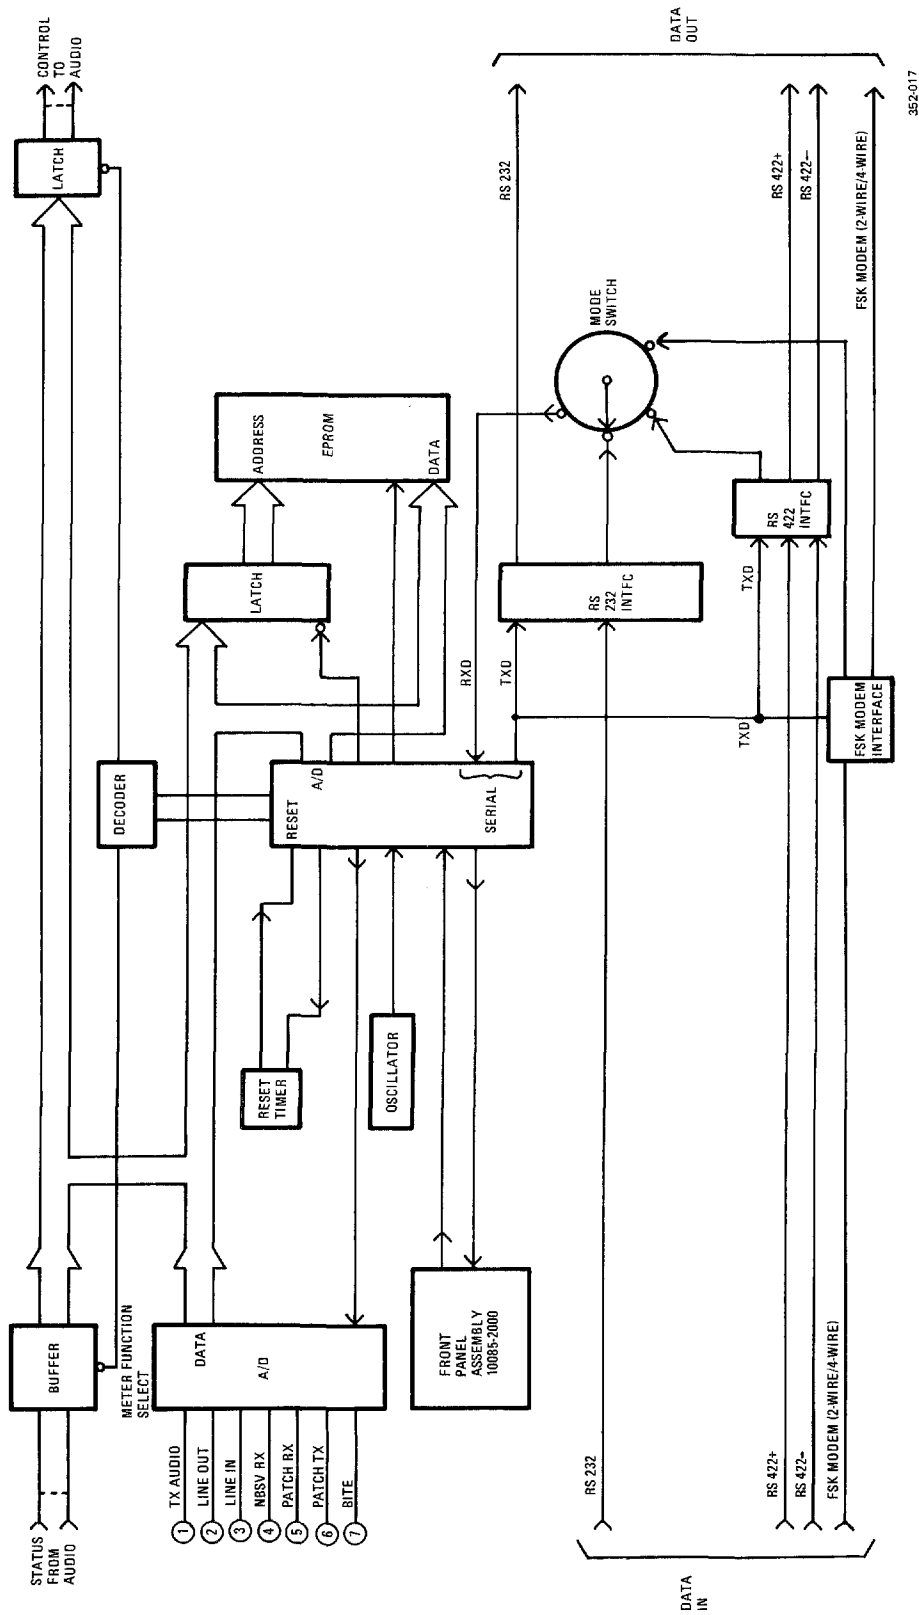 STATUS
FROM
AUDIO
BUFFER
LATCH
CONTROL
TO
AUDIO
DECODER
METER FUNCTION
SELECT
1 TX AUDIO
2 LINE OUT
3 LINE IN
4 NBSV RX
5 PATCH RX
6 PATCH TX
7 BITE
DATA
A/D
RESET
TIMER
OSCILLATOR
FRONT
PANEL
ASSEMBLY
10085-2000
RESET
A/D
SERIAL
LATCH
ADDRESS
EPROM
DATA
RXD
TXD
RS
232
INTFC
MODE
SWITCH
RS 232
RS 232
TXD
TXD
RS
422
INTFC
RS 422+
RS 422-
RS 422+
RS 422-
FSK MODEM (2-WIRE/4-WIRE)
FSK MODEM
INTERFACE
FSK MODEM (2-WIRE/4-WIRE)
DATA
IN
DATA
OUT
352-017